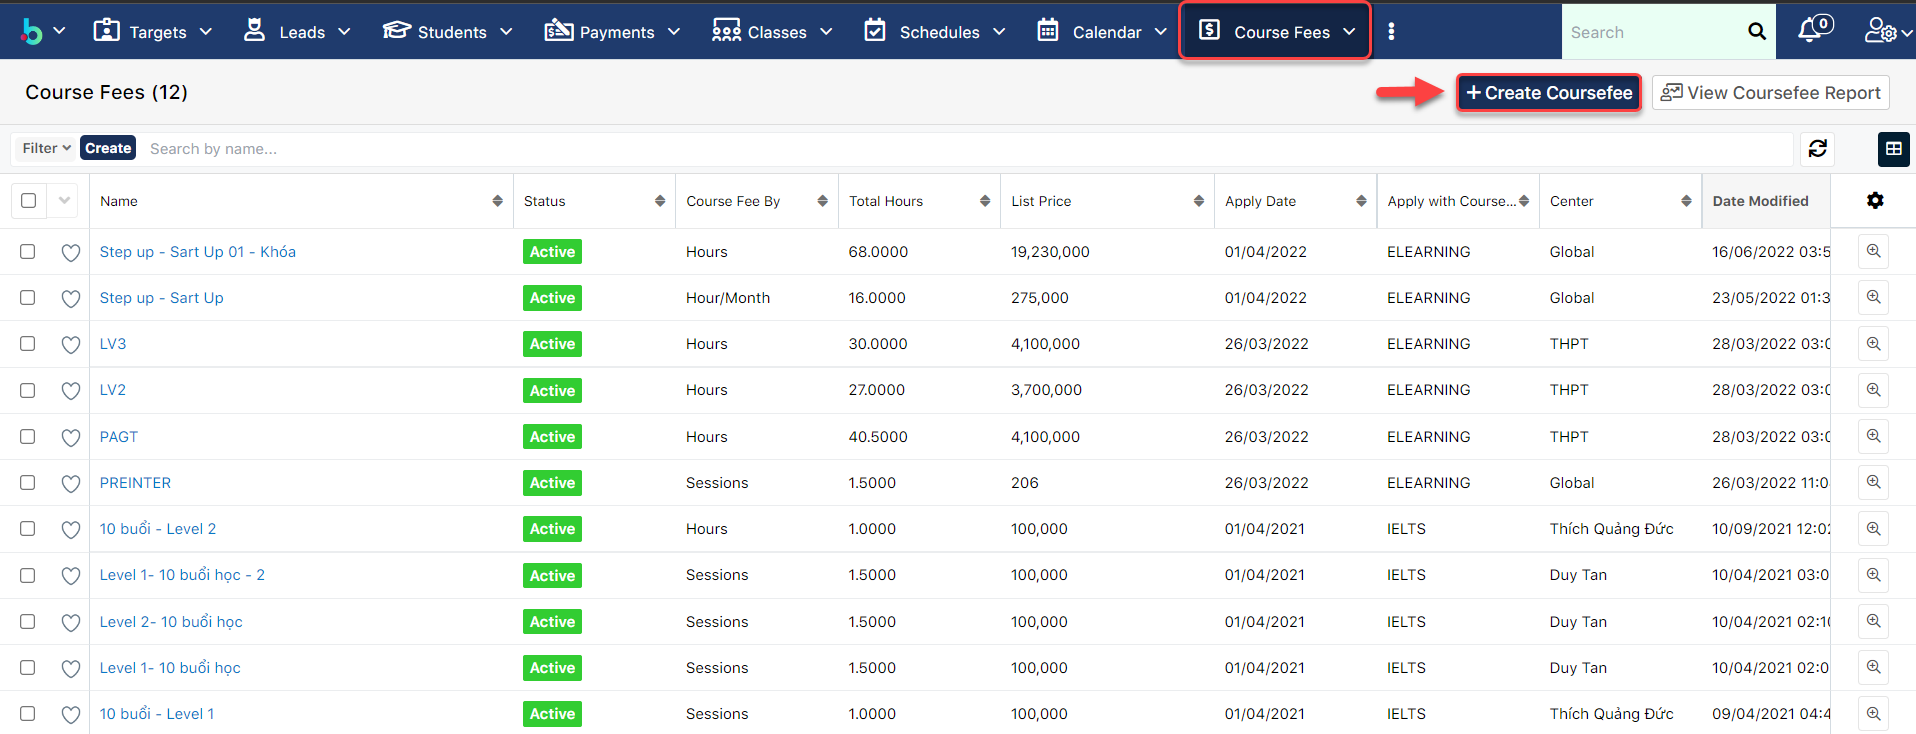 Targets Leads Students Payments Classes Schedules Calendar Course Fees Search 0
Course Fees (12) + Create Coursefee View Coursefee Report
Filter Create Search by name...
Name Status Course Fee By Total Hours List Price Apply Date Apply with Course... Center Date Modified
Step up - Sart Up 01 - Khóa Active Hours 68.0000 19,230,000 01/04/2022 ELEARNING Global 16/06/2022 03:5
Step up - Sart Up Active Hour/Month 16.0000 275,000 01/04/2022 ELEARNING Global 23/05/2022 01:3
LV3 Active Hours 30.0000 4,100,000 26/03/2022 ELEARNING THPT 28/03/2022 03:0
LV2 Active Hours 27.0000 3,700,000 26/03/2022 ELEARNING THPT 28/03/2022 03:0
PAGT Active Hours 40.5000 4,100,000 26/03/2022 ELEARNING THPT 28/03/2022 03:0
PREINTER Active Sessions 1.5000 206 26/03/2022 ELEARNING Global 26/03/2022 11:0
10 buổi - Level 2 Active Hours 1.0000 100,000 01/04/2021 IELTS Thích Quảng Đức 10/09/2021 12:02
Level 1- 10 buổi học - 2 Active Sessions 1.5000 100,000 01/04/2021 IELTS Duy Tan 10/04/2021 03:0
Level 2- 10 buổi học Active Sessions 1.5000 100,000 01/04/2021 IELTS Duy Tan 10/04/2021 02:10
Level 1- 10 buổi học Active Sessions 1.5000 100,000 01/04/2021 IELTS Duy Tan 10/04/2021 02:0
10 buổi - Level 1 Active Sessions 1.0000 100,000 01/04/2021 IELTS Thích Quảng Đức 09/04/2021 04:4